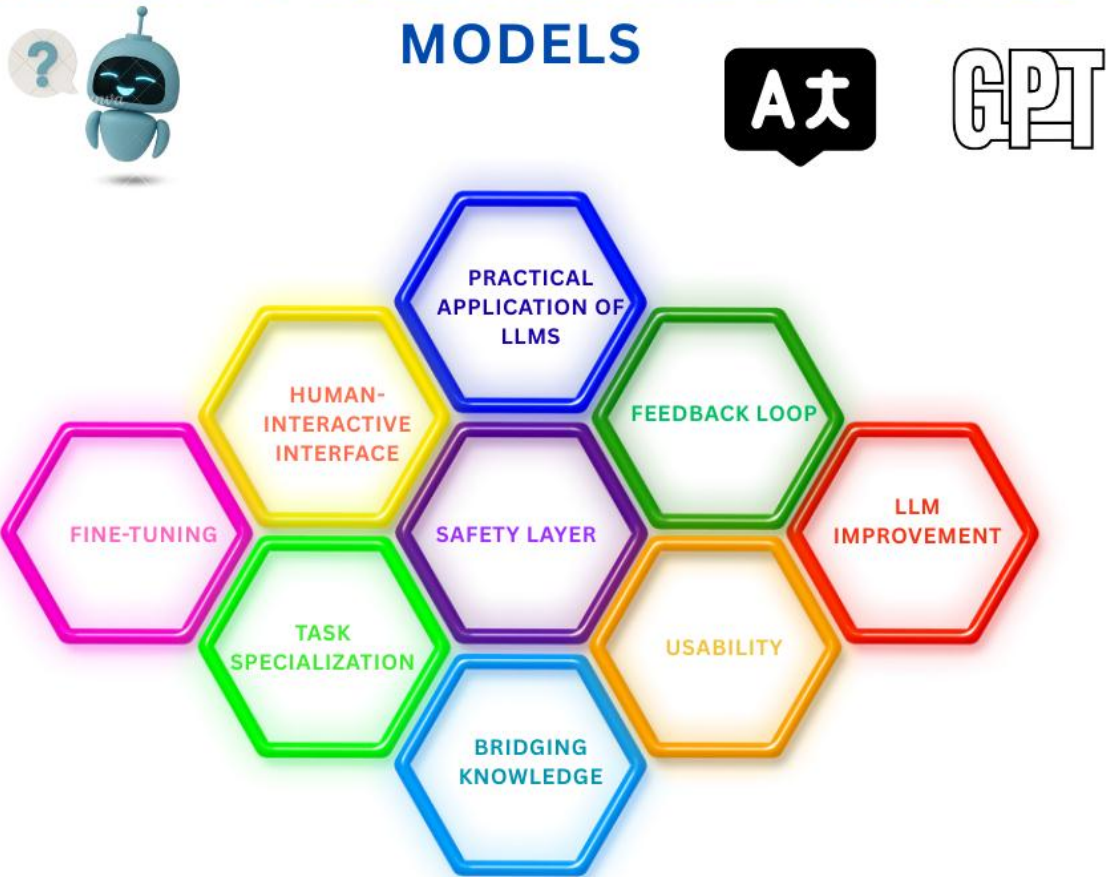 MODELS
?
A
GPT
PRACTICAL
APPLICATION OF
LLMS
HUMAN-
INTERACTIVE
INTERFACE
FEEDBACK LOOP
FINE-TUNING
SAFETY LAYER
LLM
IMPROVEMENT
TASK
SPECIALIZATION
USABILITY
BRIDGING
KNOWLEDGE